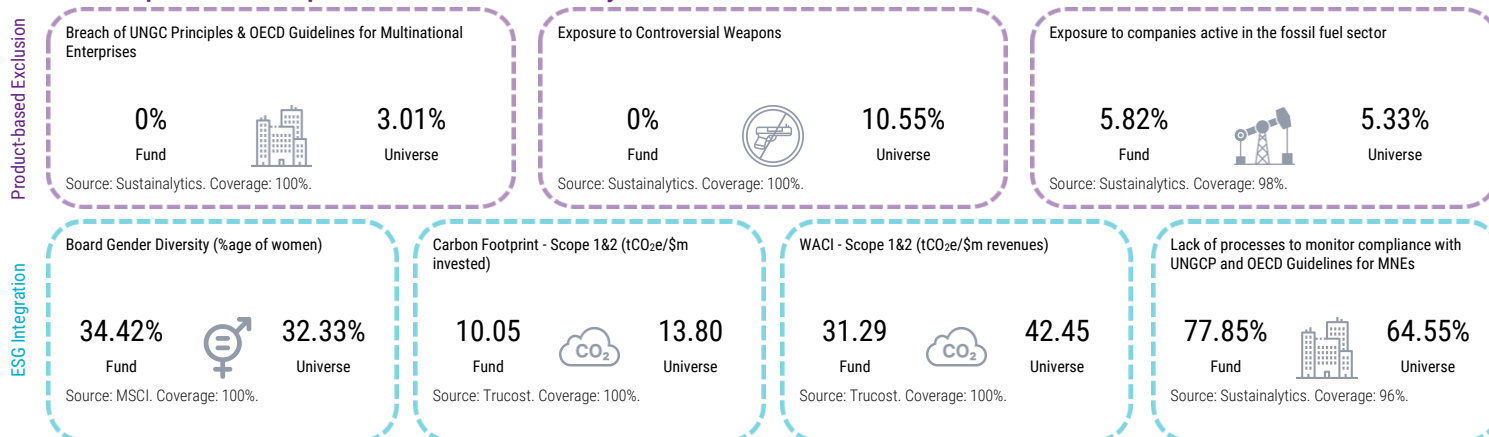 Product-based Exclusion
Breach of UNGC Principles & OECD Guidelines for Multinational
Enterprises
0%
Fund
3.01%
Universe
Source: Sustainalytics. Coverage: 100%.
Exposure to Controversial Weapons
0%
Fund
10.55%
Universe
Source: Sustainalytics. Coverage: 100%.
Exposure to companies active in the fossil fuel sector
5.82%
Fund
5.33%
Universe
Source: Sustainalytics. Coverage: 98%.
ESG Integration
Board Gender Diversity (%age of women)
34.42%
Fund
32.33%
Universe
Source: MSCI. Coverage: 100%.
Carbon Footprint - Scope 1&2 (tCO₂e/$m
invested)
10.05
Fund
CO₂
13.80
Universe
Source: Trucost. Coverage: 100%.
WACI - Scope 1&2 (tCO₂e/$m revenues)
31.29
Fund
CO₂
42.45
Universe
Source: Trucost. Coverage: 100%.
Lack of processes to monitor compliance with
UNGCP and OECD Guidelines for MNEs
77.85%
Fund
64.55%
Universe
Source: Sustainalytics. Coverage: 96%.